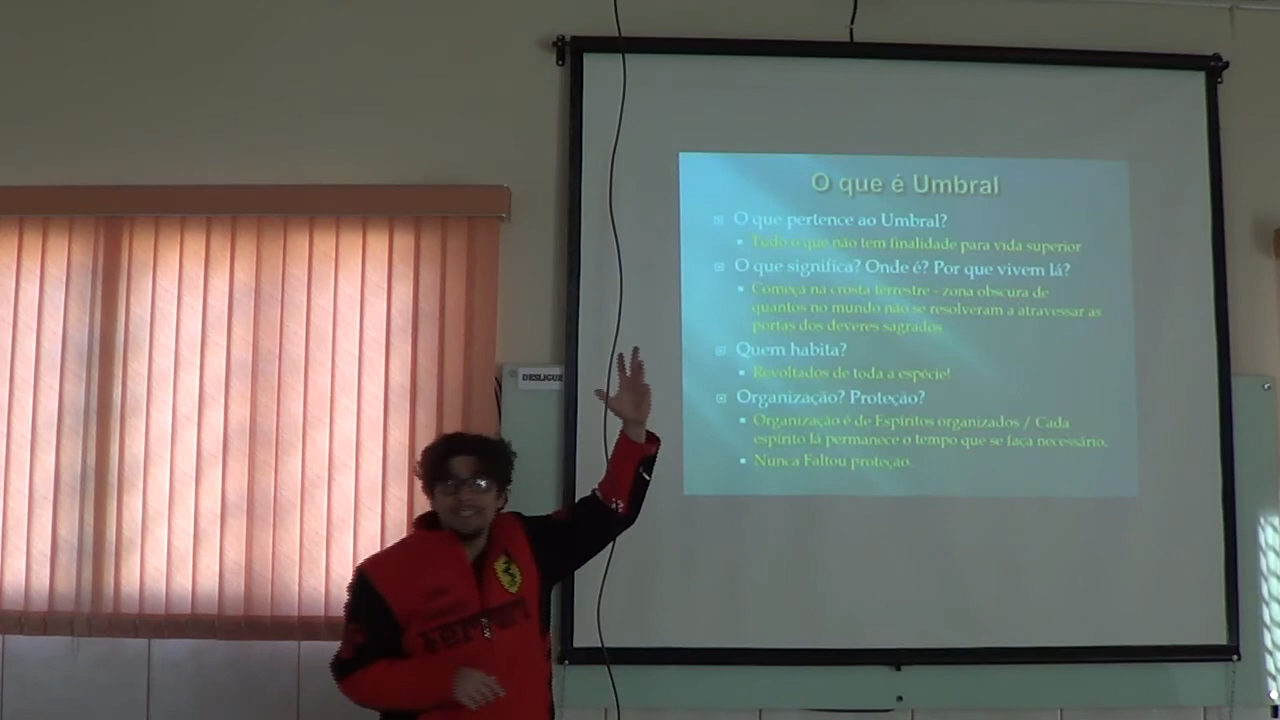 O que é Umbral
O que pertence ao Umbral?
Tudo o que não tem finalidade para vida superior
O que significa? Onde é? Por que vivem lá?
Começa na crosta terrestre - zona obscura de
quantos no mundo não se resolveram a atravessar as
portas dos deveres sagrados
Quem habita?
Revoltados de toda a espécie!
Organização? Proteção?
Organização é de Espíritos organizados / Cada
espírito lá permanece o tempo que se faça necessário.
Nunca Faltou proteção.
DESLIGUE
Ferrari